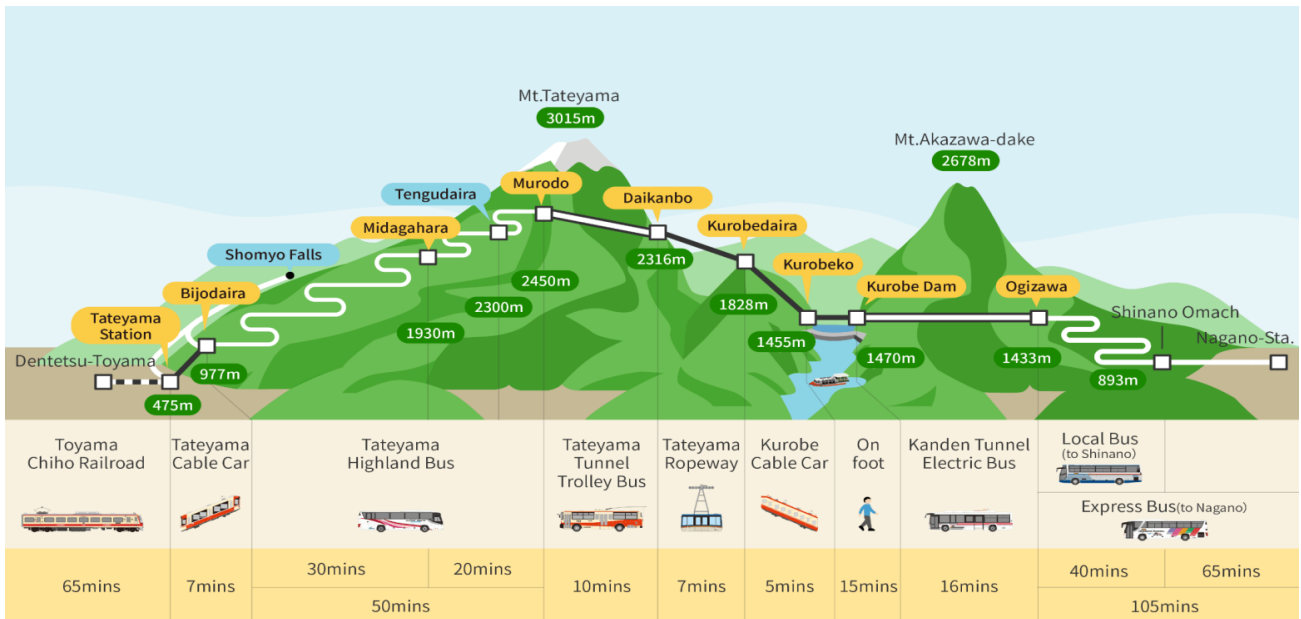 Mt.Tateyama
3015m
Mt.Akazawa-dake
2678m
Tengudaira
Murodo
Midagahara
Daikanbo
Kurobedaira
Shomyo Falls
Bijodaira
Kurobeko
Kurobe Dam
Ogizawa
Tateyama
Station
Dentetsu-Toyama
Shinano Omach
Nagano-Sta.
2450m
2316m
2300m
1930m
1828m
1455m
1470m
1433m
977m
893m
475m
Toyama
Chiho Railroad
Tateyama
Cable Car
Tateyama
Highland Bus
Tateyama
Tunnel
Trolley Bus
Tateyama
Ropeway
Kurobe
Cable Car
On
foot
Kanden Tunnel
Electric Bus
Local Bus
(to Shinano)
Express Bus(to Nagano)
65mins
7mins
30mins
20mins
50mins
10mins
7mins
5mins
15mins
16mins
40mins
65mins
105mins